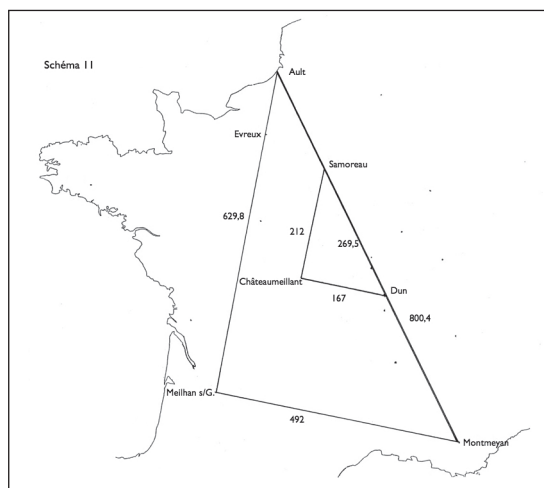 Schéma 11
Ault
Evreux
Samoreau
629,8
212
269,5
Châteaumeillant
Dun
167
800,4
Meilhan s/G.
492
Montmeyan